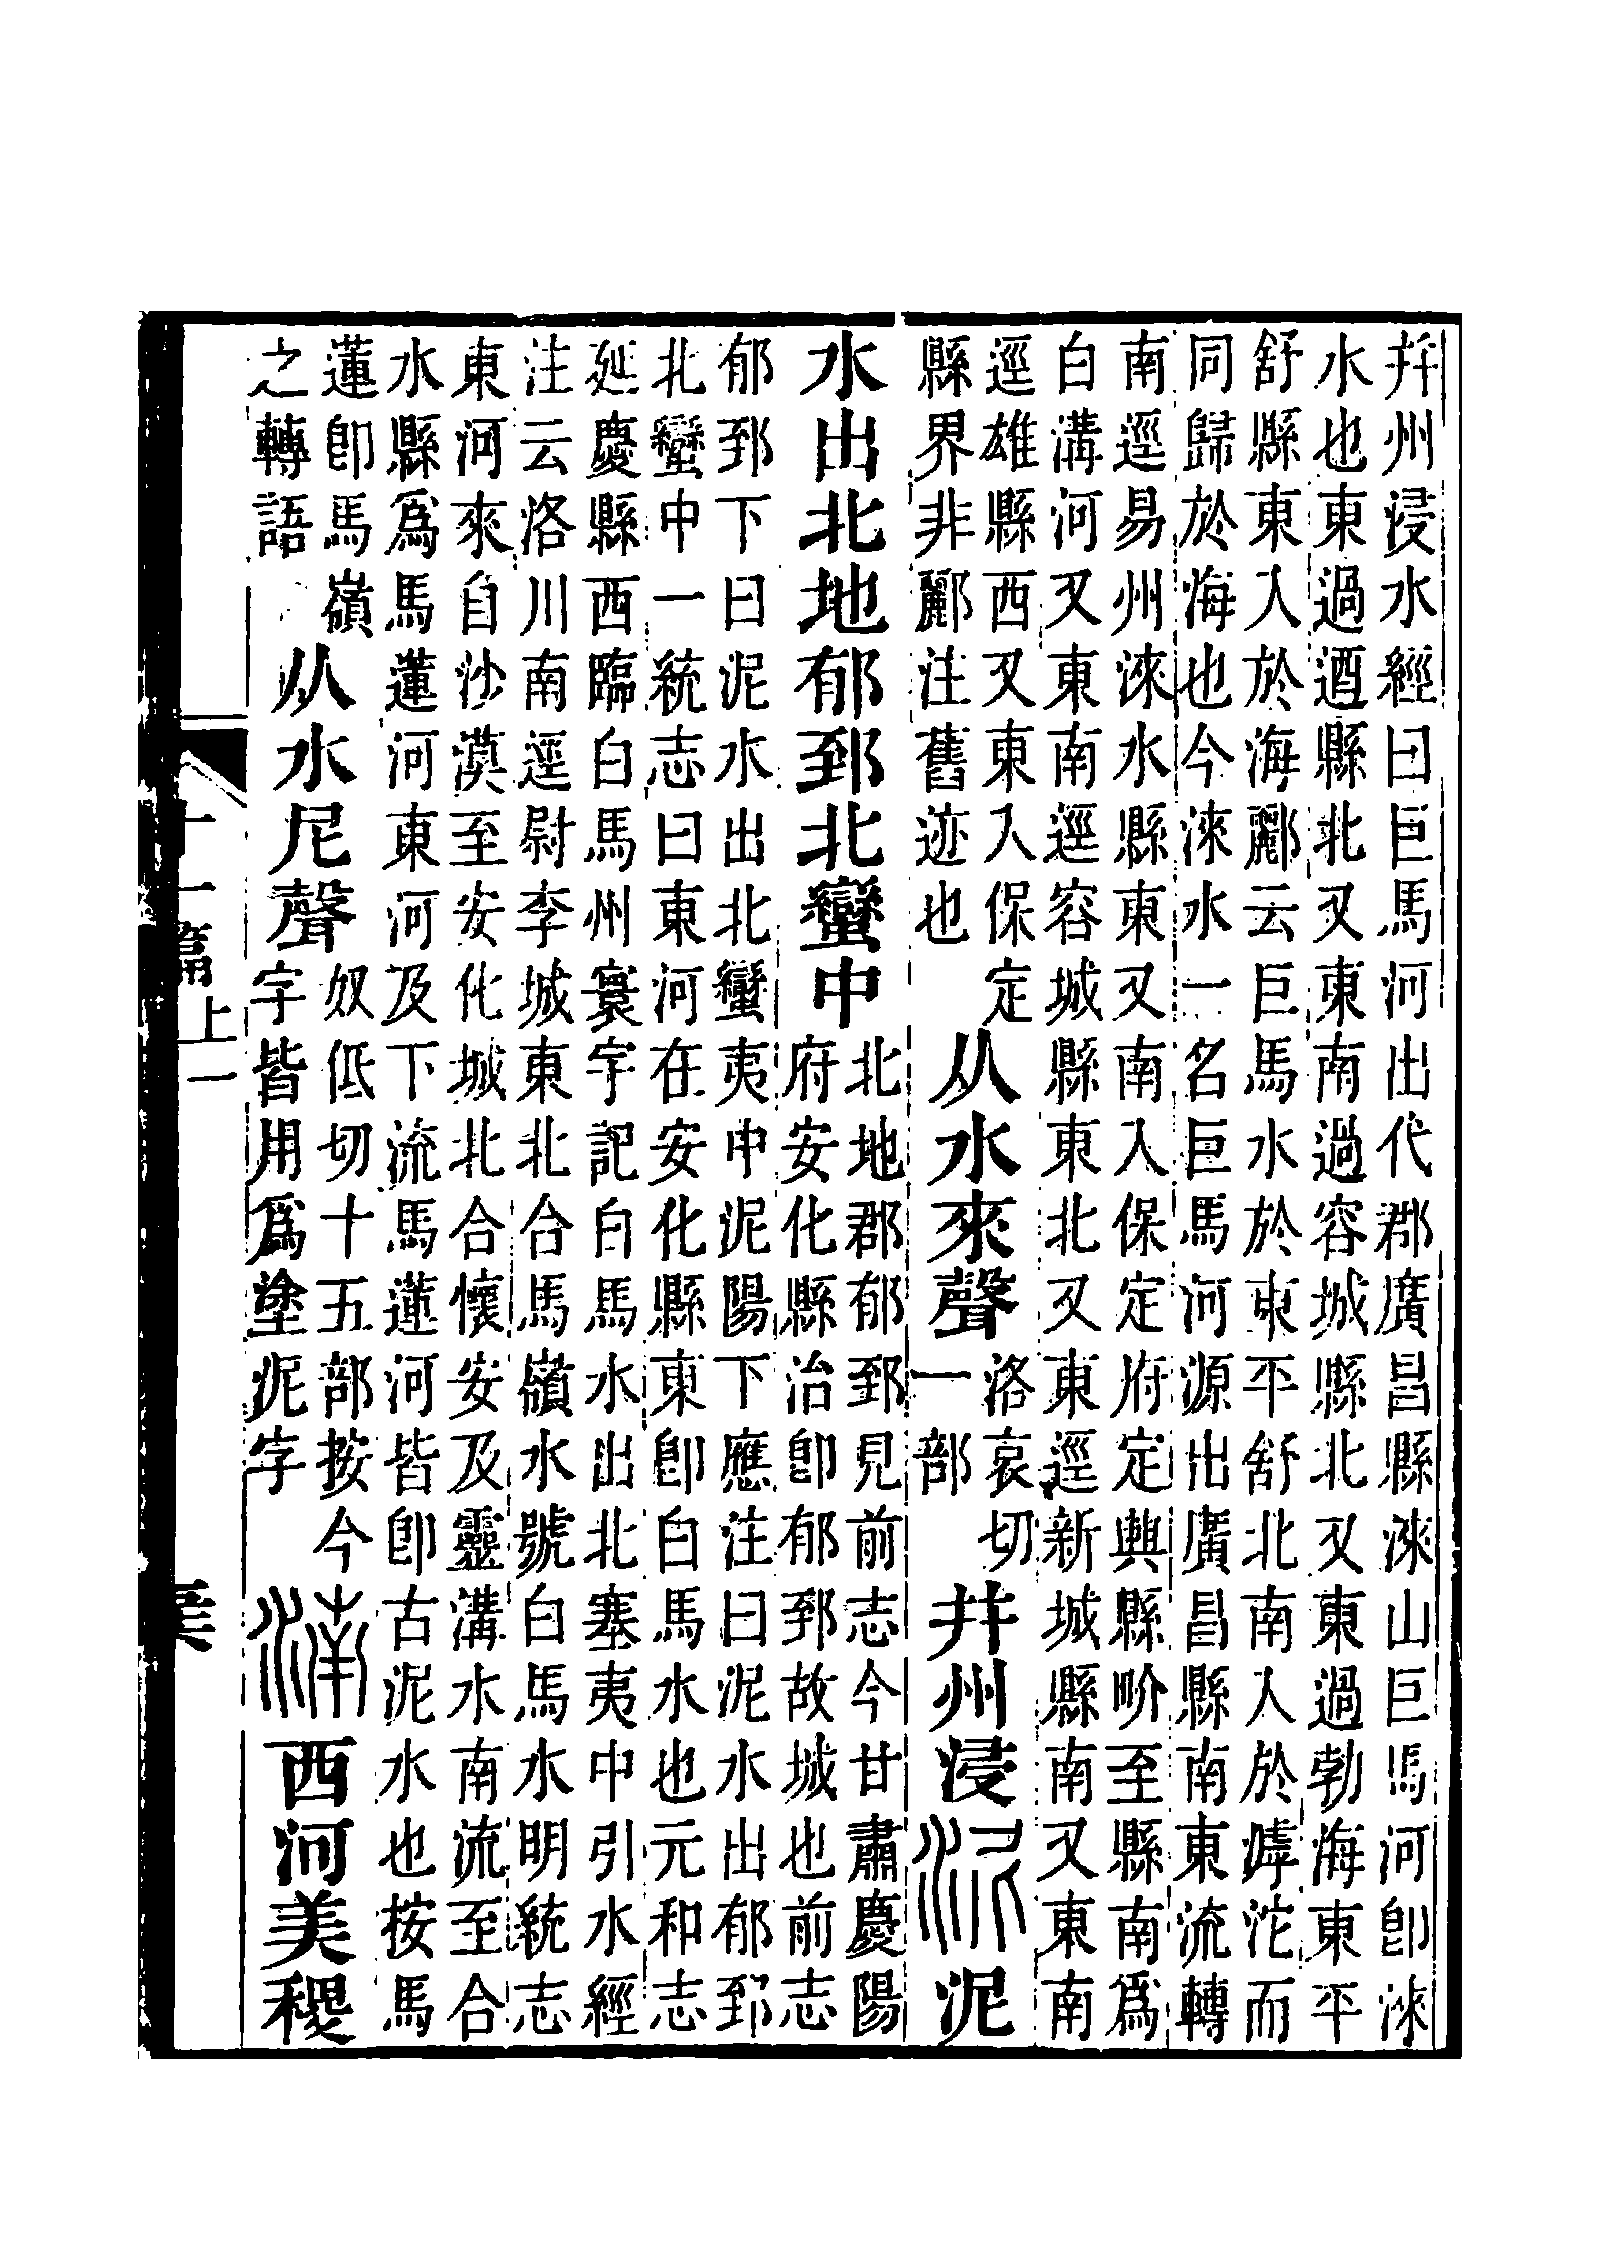 幷州浸水經曰巨馬河出代郡廣昌縣淶山巨馬河卽淶
水也東過遒縣北又東南過容城縣北又東過勃海東平
舒縣東入於海酈云巨馬水於東平舒北南入於滹沱而
同歸於海也今淶水一名巨馬河源出廣昌縣南東流轉
南逕易州淶水縣東又南入保定府定興縣畍至縣南爲
白溝河又東南逕容城縣東北又東逕新城縣南又東南
逕雄縣西又東入保定
縣界非酈注舊迹也
从水來聲
洛哀切
一部
幷州浸
泥泥
水出北地郁郅北蠻中
北地郡郁郅見前志今甘肅慶陽
府安化縣治卽郁郅故城也前志
郁郅下曰泥水出北蠻夷中泥陽下應注曰泥水出郁郅
北蠻中一統志曰東河在安化縣東卽白馬水也元和志
延慶縣西臨白馬州寰宇記白馬水出北塞夷中引水經
注云洛川南逕尉李城東北合馬嶺水號白馬水明統志
東河來自沙漠至安化城北合懷安及靈溝水南流至合
水縣爲馬蓮河東河及下流馬蓮河皆卽古泥水也按馬
蓮卽馬嶺
之轉語
从水尼聲
奴低切十五部按今
字皆用爲塗泥字
湳西河美稷
十一篇上一